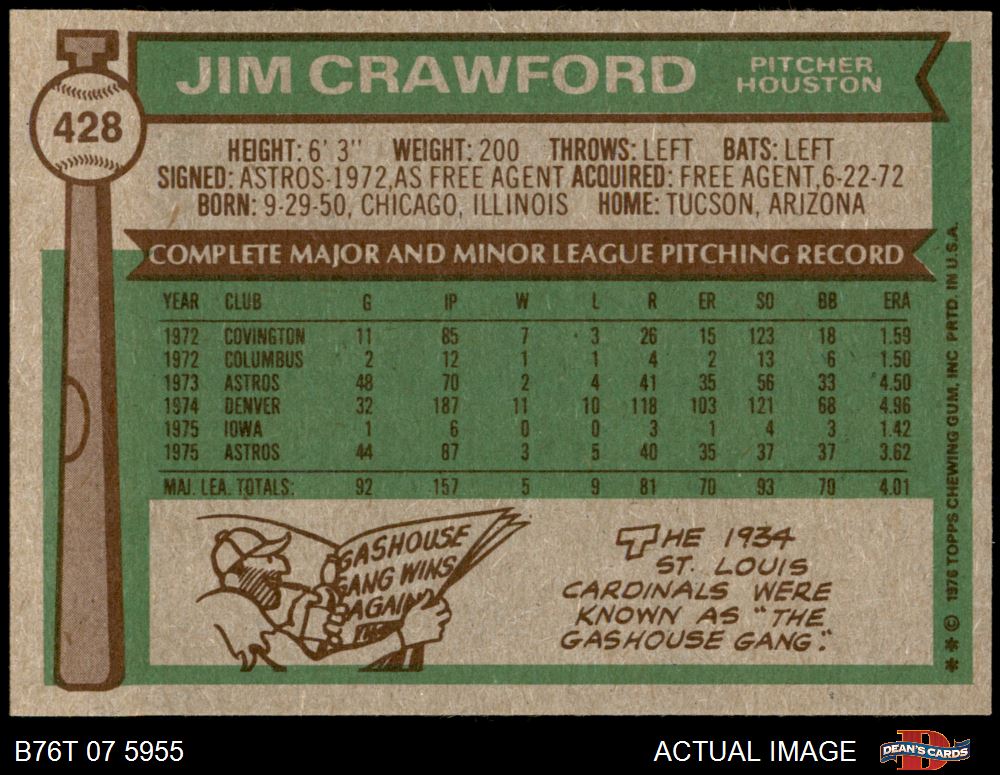 428
JIM CRAWFORD
PITCHER
HOUSTON
HEIGHT: 6' 3" WEIGHT: 200 THROWS: LEFT BATS: LEFT
SIGNED: ASTROS-1972, AS FREE AGENT ACQUIRED: FREE AGENT, 6-22-72
BORN: 9-29-50, CHICAGO, ILLINOIS HOME: TUCSON, ARIZONA
COMPLETE MAJOR AND MINOR LEAGUE PITCHING RECORD
YEAR CLUB G IP W L R ER SO BB ERA
1972 COVINGTON 11 85 7 3 26 15 123 18 1.59
1972 COLUMBUS 2 12 1 1 4 2 13 6 1.50
1973 ASTROS 48 70 2 4 41 35 56 33 4.50
1974 DENVER 32 187 11 10 118 103 121 68 4.96
1975 IOWA 1 6 0 0 3 1 4 3 1.42
1975 ASTROS 44 87 3 5 40 35 37 37 3.62
MAJ. LEA. TOTALS: 92 157 5 9 81 70 93 70 4.01
GASHOUSE
GANG WINS
AGAIN
THE 1934
ST. LOUIS
CARDINALS WERE
KNOWN AS "THE
GASHOUSE GANG."
** © 1976 TOPPS CHEWING GUM, INC PRTD. IN U.S.A.
B76T 07 5955
ACTUAL IMAGE
D
DEAN'S CARDS